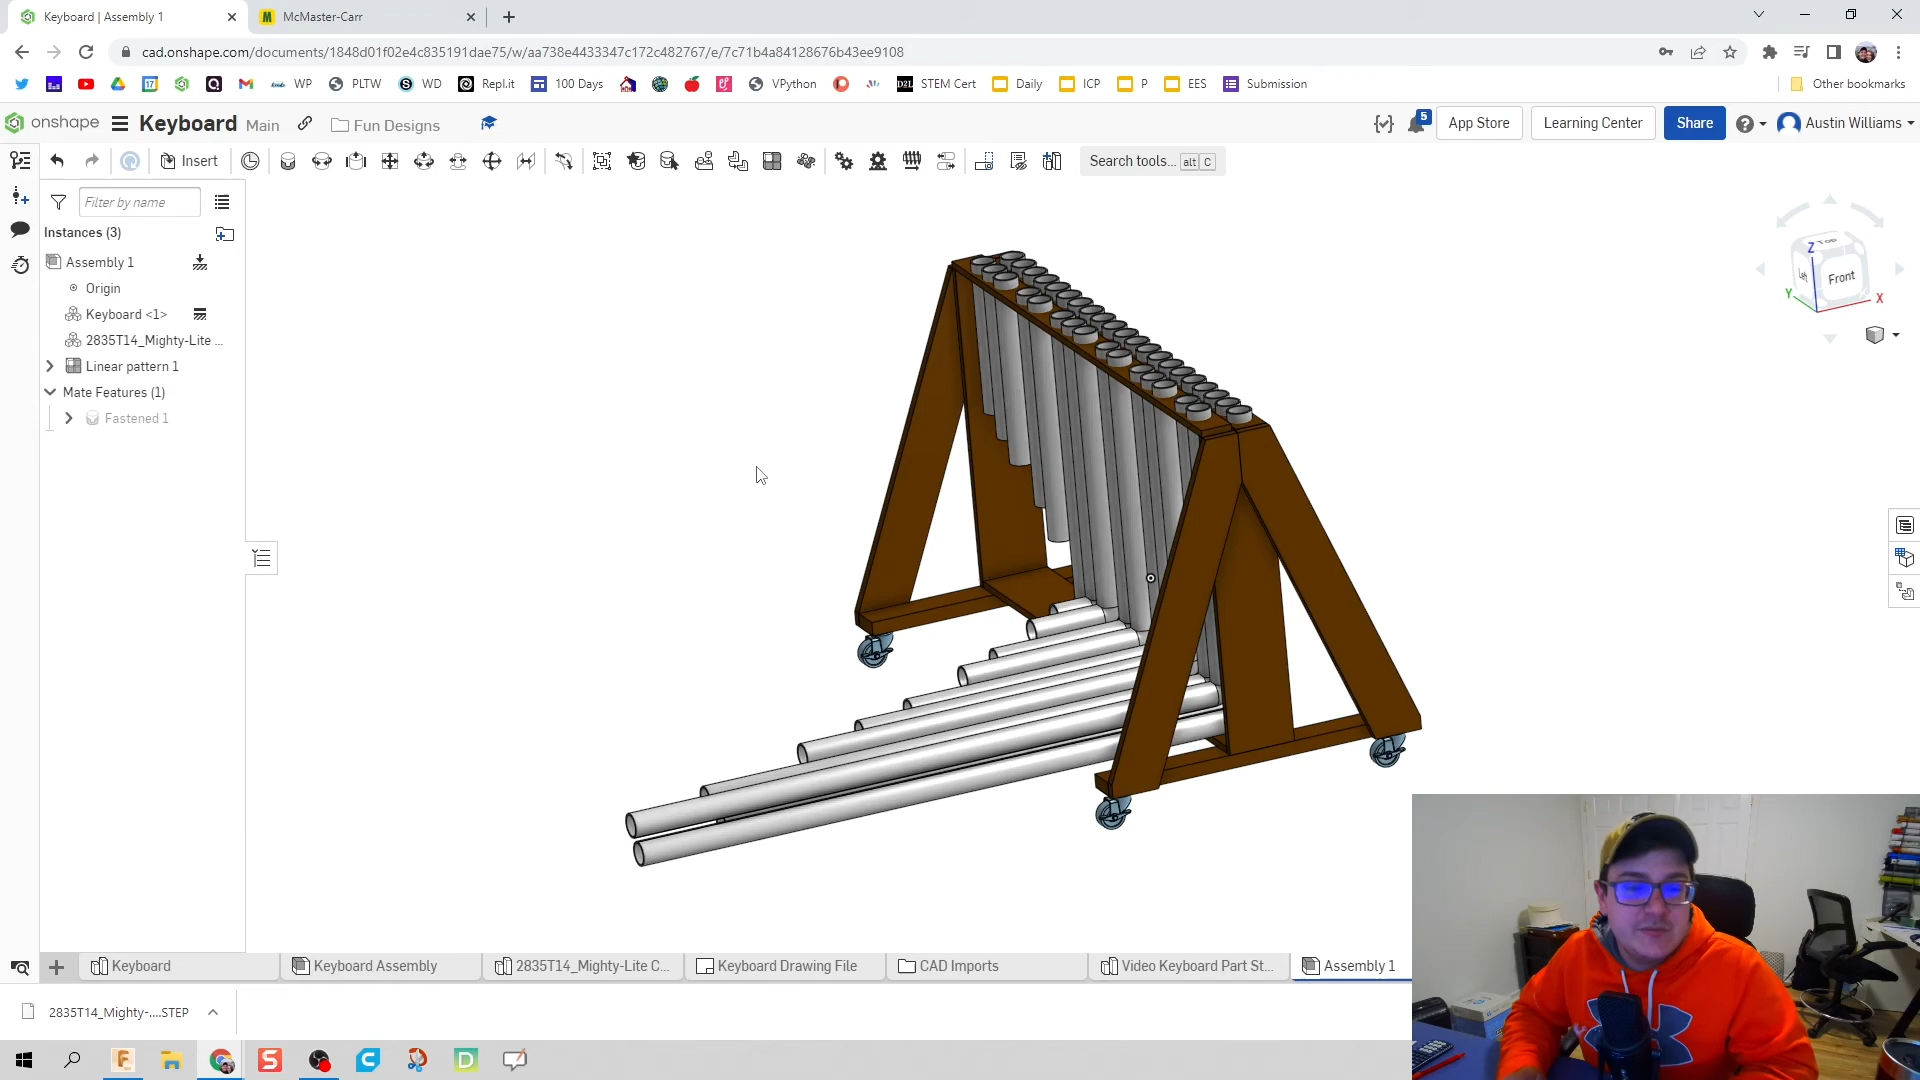 Keyboard | Assembly 1
McMaster-Carr
cad.onshape.com/documents/1848d01f02e4c835191dae75/w/aa738e4433347c172c482767/e/7c71b4a84128676b43ee9108
WP
PLTW
WD
Repl.it
100 Days
VPython
STEM Cert
Daily
ICP
P
EES
Submission
Other bookmarks
onshape
Keyboard
Main
Fun Designs
5
App Store
Learning Center
Share
Austin Williams
Insert
Search tools... alt C
Filter by name
Instances (3)
Assembly 1
Origin
Keyboard <1>
2835T14_Mighty-Lite ...
Linear pattern 1
Mate Features (1)
Fastened 1
Top
Left
Front
Z
Y
X
Keyboard
Keyboard Assembly
2835T14_Mighty-Lite C...
Keyboard Drawing File
CAD Imports
Video Keyboard Part St...
Assembly 1
2835T14_Mighty-....STEP